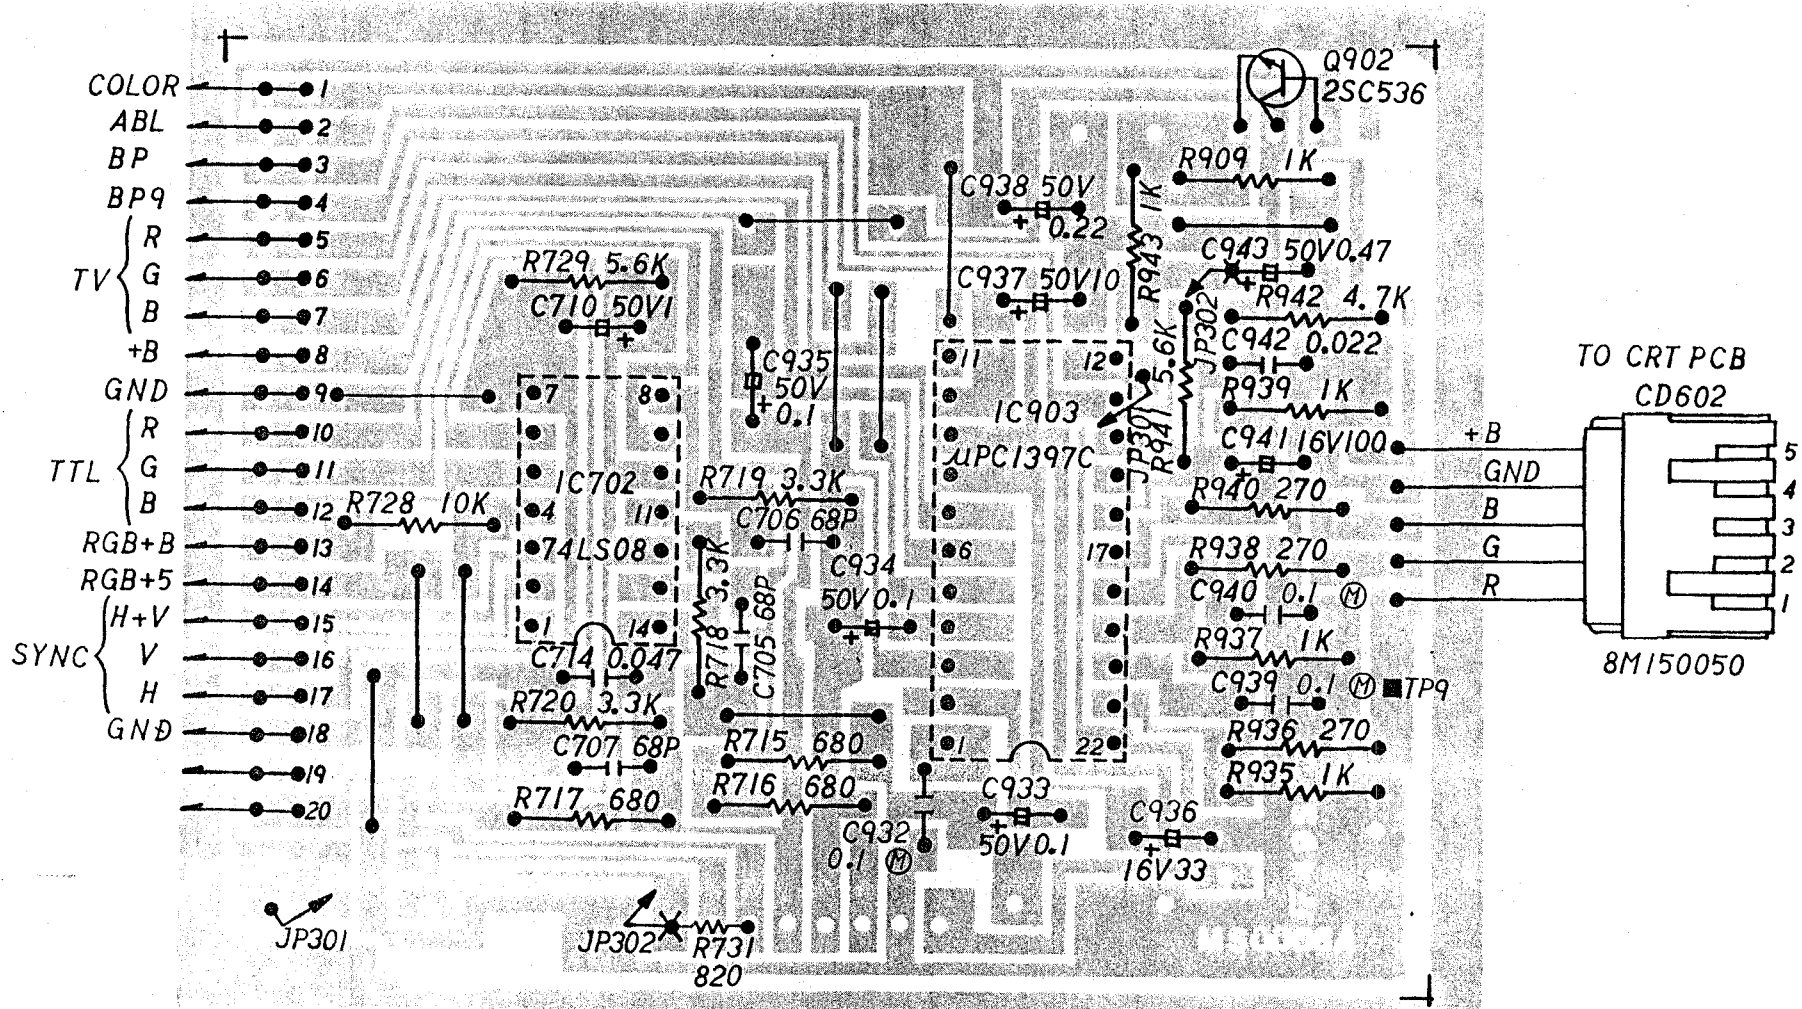 COLOR 1
ABL 2
BP 3
BP9 4
TV
R 5
G 6
B 7
+B 8
GND 9
TTL
R 10
G 11
B 12
RGB+B 13
RGB+5 14
SYNC
H+V 15
V 16
H 17
GND 18
19
20
R729 5.6K
C710 50V1
+
7 8
IC702
4 11
74LS08
1 14
R728 10K
C714 0.047
R720 3.3K
C707 68P
R717 680
C935
50V
+ 0.1
R719 3.3K
C706 68P
R718 3.3K
C705 68P
C934
50V 0.1
+
R715 680
R716 680
C932
0.1 M
C938 50V
+ 0.22
C937 50V10
+
11 12
IC903
µPC1397C
6 17
1 22
C933
+
50V0.1
C936
+
16V33
Q902
2SC536
R909 1K
R943 1K
C943 50V0.47
+
R942 4.7K
JP302
C942 0.022
R941 5.6K
JP301
R939 1K
C941 16V100
+
R940 270
R938 270
C940 0.1 M
R937 1K
C939 0.1 M TP9
R936 270
R935 1K
JP301
JP302
R731
820
TO CRT PCB
CD602
+B 5
GND 4
B 3
G 2
R 1
8M150050